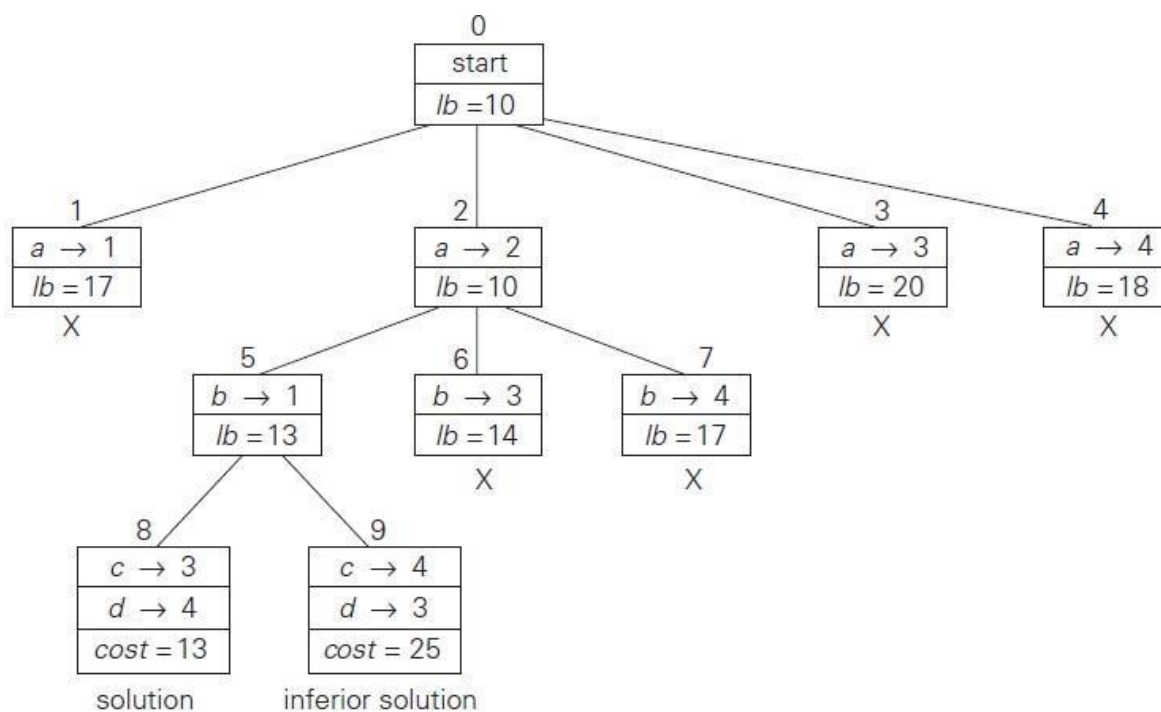 0
start
lb = 10
1 2 3 4
a → 1 a → 2 a → 3 a → 4
lb = 17 lb = 10 lb = 20 lb = 18
X X X
5 6 7
b → 1 b → 3 b → 4
lb = 13 lb = 14 lb = 17
X X
8 9
c → 3 c → 4
d → 4 d → 3
cost = 13 cost = 25
solution inferior solution